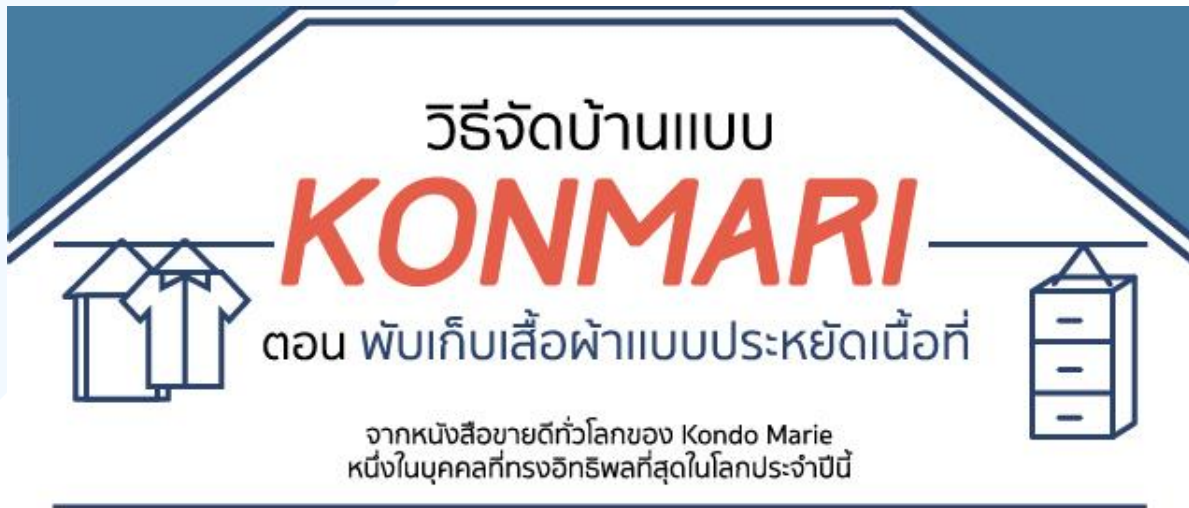 วิธีจัดบ้านแบบ
KONMARI
ตอน พับเก็บเสื้อผ้าแบบประหยัดเนื้อที่
จากหนังสือขายดีทั่วโลกของ Kondo Marie
หนึ่งในบุคคลที่ทรงอิทธิพลที่สุดในโลกประจำปีนี้